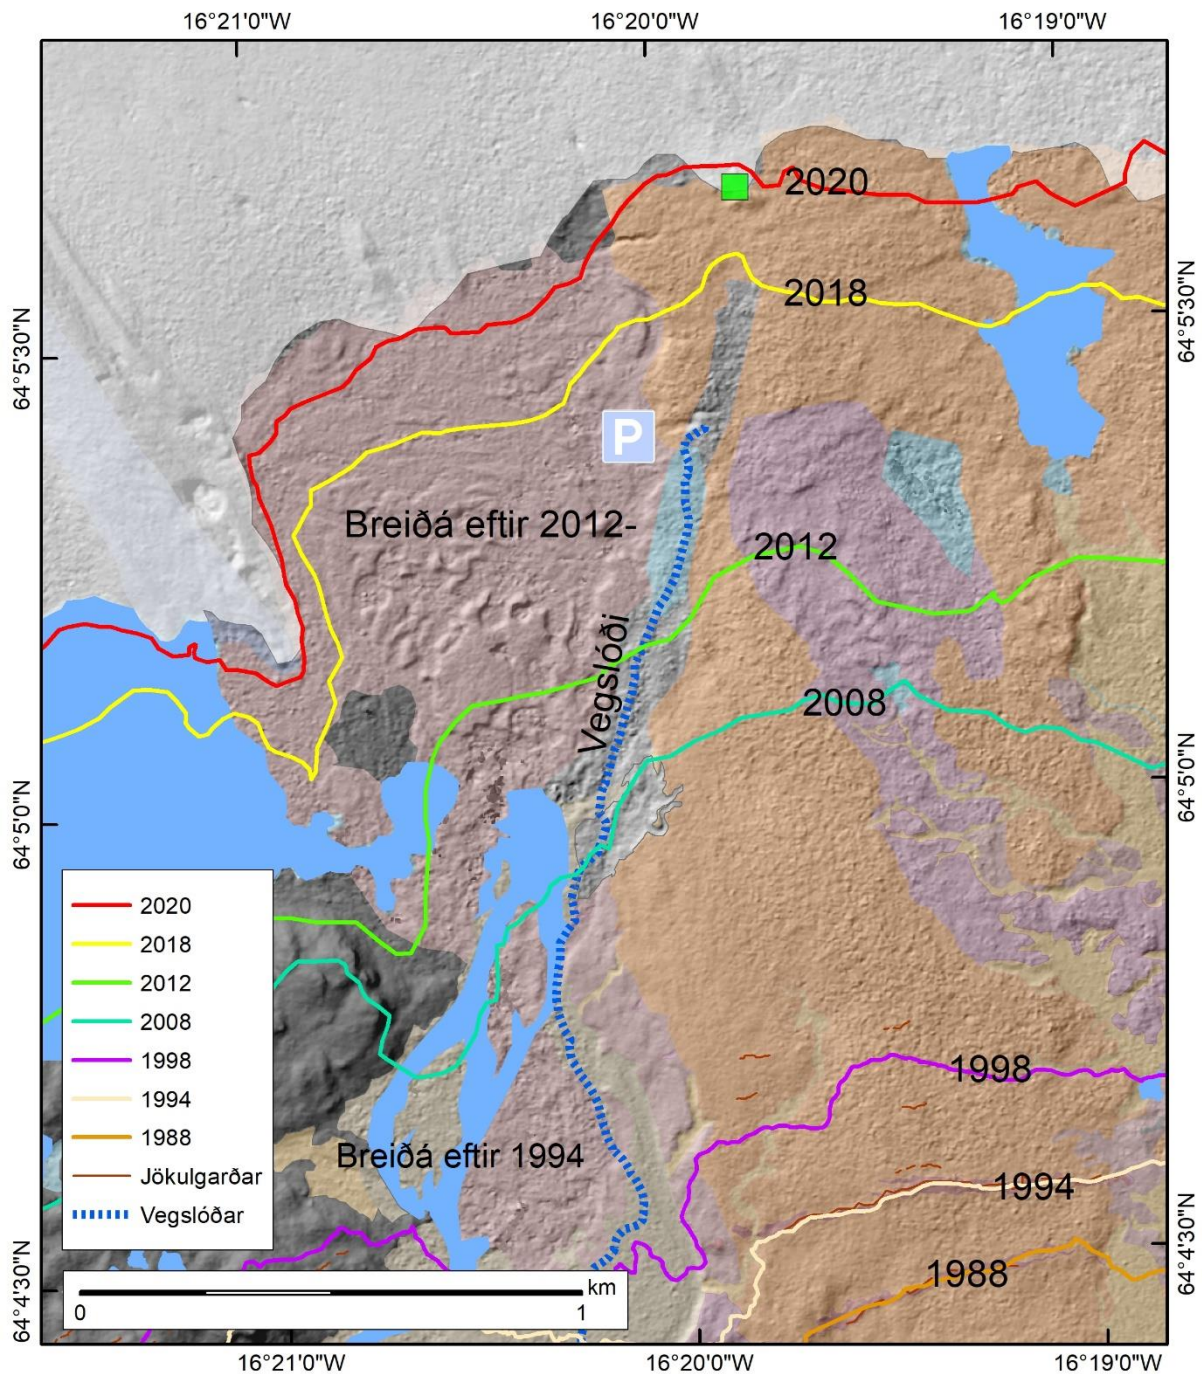 16°21'0"W
16°20'0"W
16°19'0"W
2020
2018
64°5'30"N
64°5'30"N
P
Breiðá eftir 2012-
2012
Vegslóði
2008
64°5'0"N
64°5'0"N
2020
2018
2012
2008
1998
1994
1988
Jökulgarðar
Vegslóðar
1998
Breiðá eftir 1994
1994
1988
64°4'30"N
64°4'30"N
km
0
1
16°21'0"W
16°20'0"W
16°19'0"W